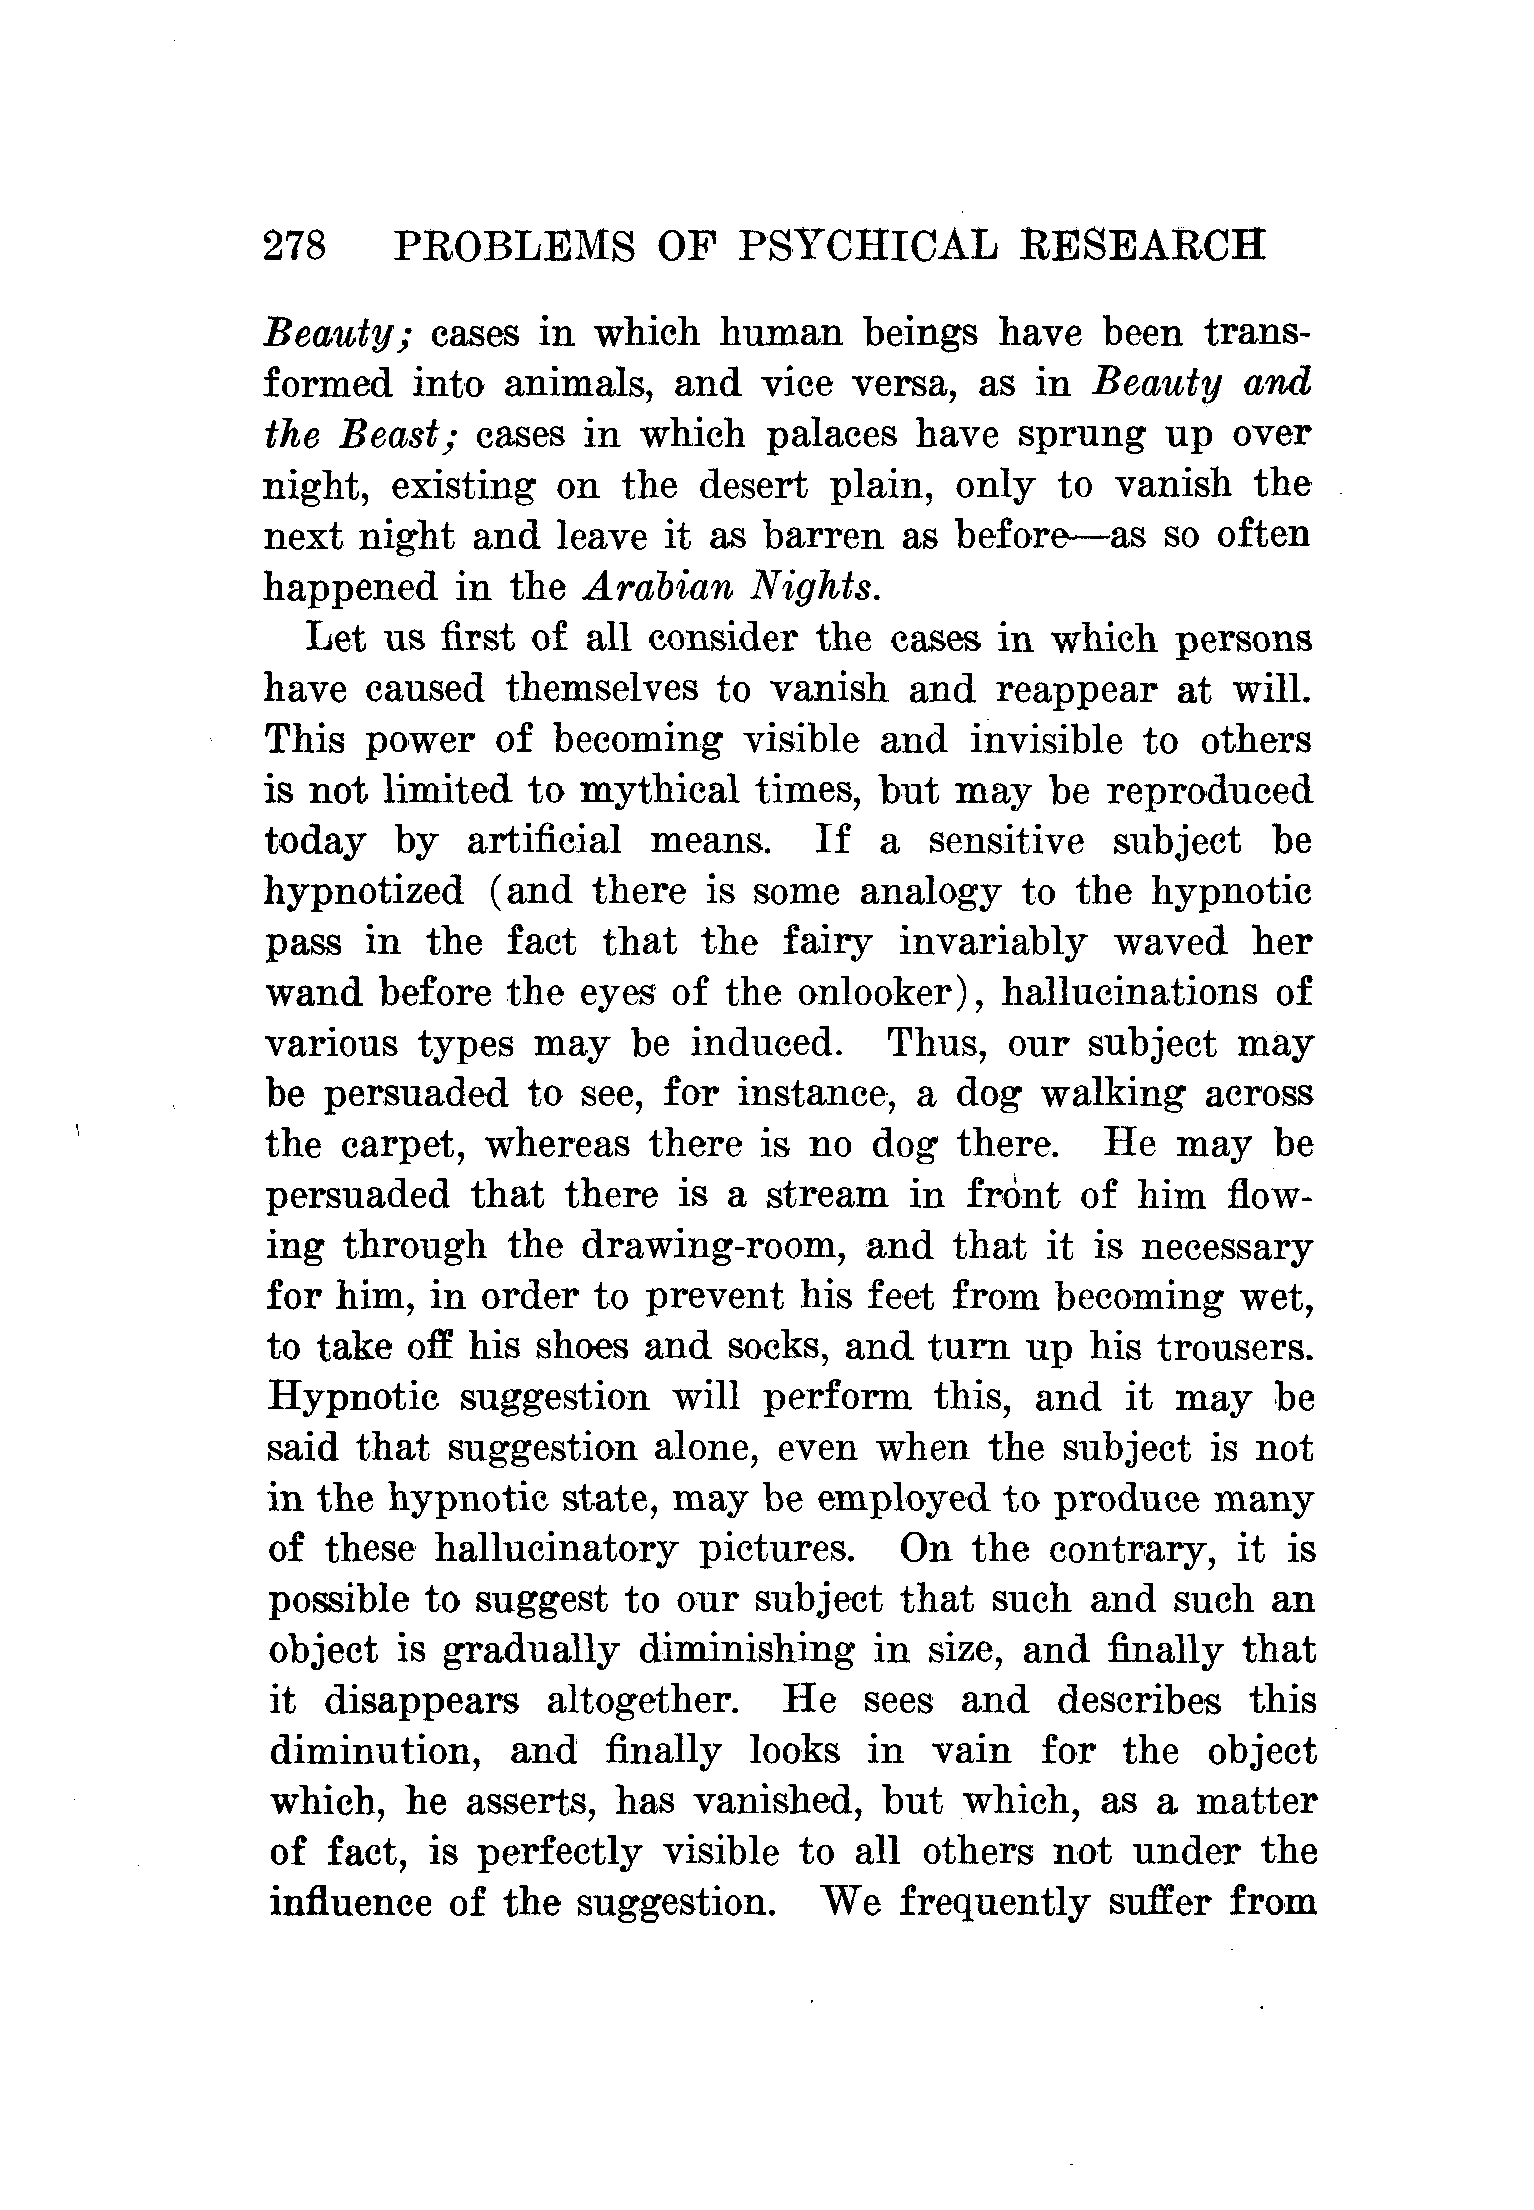 278 PROBLEMS OF PSYCHICAL RESEARCH
Beauty; cases in which human beings have been trans-
formed into animals, and vice versa, as in Beauty and
the Beast; cases in which palaces have sprung up over
night, existing on the desert plain, only to vanish the
next night and leave it as barren as before—as so often
happened in the Arabian Nights.
Let us first of all consider the cases in which persons
have caused themselves to vanish and reappear at will.
This power of becoming visible and invisible to others
is not limited to mythical times, but may be reproduced
today by artificial means. If a sensitive subject be
hypnotized (and there is some analogy to the hypnotic
pass in the fact that the fairy invariably waved her
wand before the eyes of the onlooker), hallucinations of
various types may be induced. Thus, our subject may
be persuaded to see, for instance, a dog walking across
the carpet, whereas there is no dog there. He may be
persuaded that there is a stream in front of him flow-
ing through the drawing-room, and that it is necessary
for him, in order to prevent his feet from becoming wet,
to take off his shoes and socks, and turn up his trousers.
Hypnotic suggestion will perform this, and it may be
said that suggestion alone, even when the subject is not
in the hypnotic state, may be employed to produce many
of these hallucinatory pictures. On the contrary, it is
possible to suggest to our subject that such and such an
object is gradually diminishing in size, and finally that
it disappears altogether. He sees and describes this
diminution, and finally looks in vain for the object
which, he asserts, has vanished, but which, as a matter
of fact, is perfectly visible to all others not under the
influence of the suggestion. We frequently suffer from